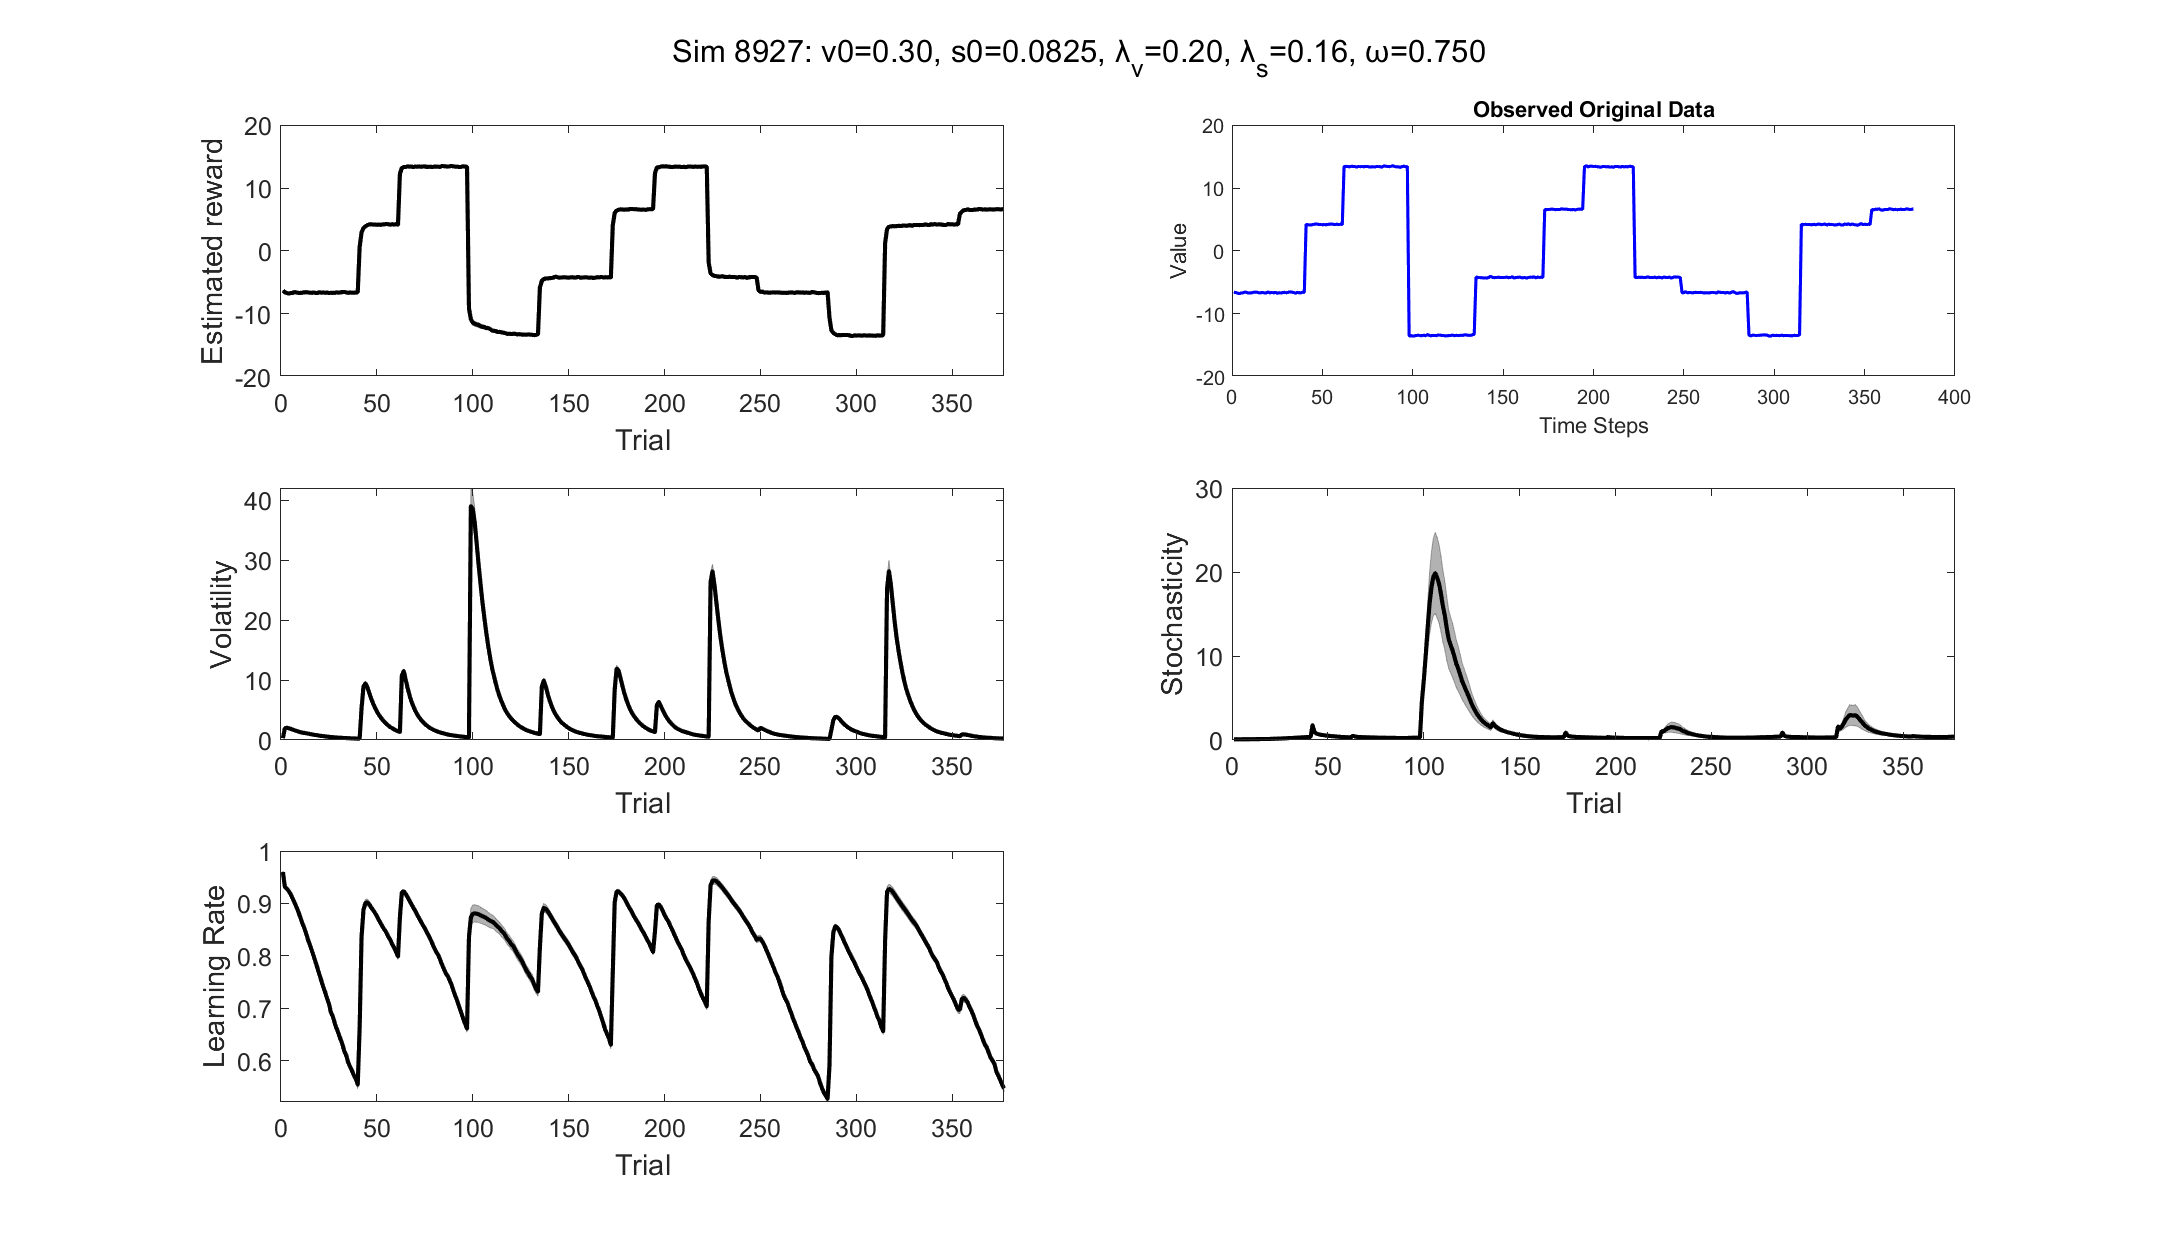 Sim 8927: v0=0.30, s0=0.0825, λ_v=0.20, λ_s=0.16, ω=0.750
20
10
0
-10
-20
Estimated reward
0 50 100 150 200 250 300 350
Trial
Observed Original Data
20
10
0
-10
-20
Value
0 50 100 150 200 250 300 350 400
Time Steps
40
30
20
10
0
Volatility
0 50 100 150 200 250 300 350
Trial
30
20
10
0
Stochasticity
0 50 100 150 200 250 300 350
Trial
1
0.9
0.8
0.7
0.6
Learning Rate
0 50 100 150 200 250 300 350
Trial